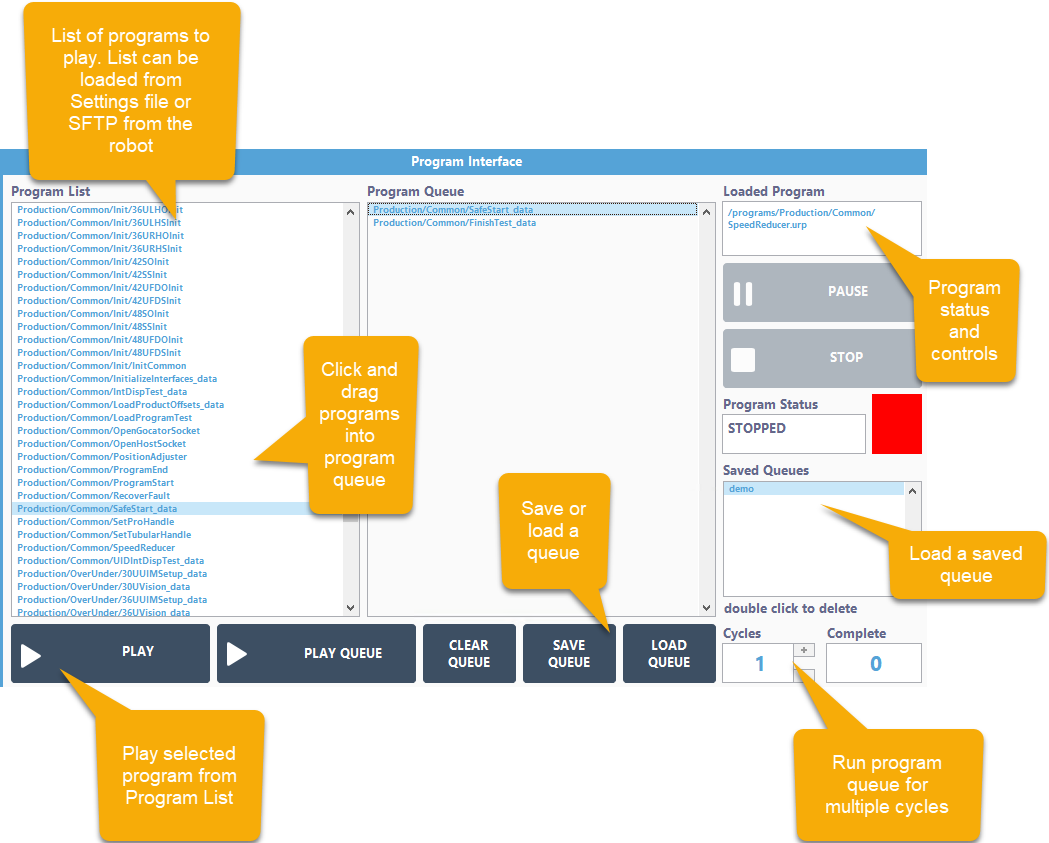 List of programs to
play. List can be
loaded from
Settings file or
SFTP from the
robot
Program Interface
Program List
Production/Common/Init/36ULHOInit
Production/Common/Init/36ULHSInit
Production/Common/Init/36URHOInit
Production/Common/Init/36URHSInit
Production/Common/Init/42SOInit
Production/Common/Init/42SSInit
Production/Common/Init/42UFDOInit
Production/Common/Init/42UFDSInit
Production/Common/Init/48SOInit
Production/Common/Init/48SSInit
Production/Common/Init/48UFDOInit
Production/Common/Init/48UFDSInit
Production/Common/Init/InitCommon
Production/Common/InitializeInterfaces_data
Production/Common/IntDispTest_data
Production/Common/LoadProductOffsets_data
Production/Common/LoadProgramTest
Production/Common/OpenGocatorSocket
Production/Common/OpenHostSocket
Production/Common/PositionAdjuster
Production/Common/ProgramEnd
Production/Common/ProgramStart
Production/Common/RecoverFault
Production/Common/SafeStart_data
Production/Common/SetProHandle
Production/Common/SetTubularHandle
Production/Common/SpeedReducer
Production/Common/UIDIntDispTest_data
Production/OverUnder/30UUIMSetup_data
Production/OverUnder/30UVision_data
Production/OverUnder/36UUIMSetup_data
Production/OverUnder/36UVision_data
Program Queue
Production/Common/SafeStart_data
Production/Common/FinishTest_data
Click and
drag
programs
into
program
queue
Save or
load a
queue
Loaded Program
/programs/Production/Common/
SpeedReducer.urp
PAUSE
STOP
Program
status
and
controls
Program Status
STOPPED
Saved Queues
demo
Load a saved
queue
double click to delete
PLAY
PLAY QUEUE
CLEAR
QUEUE
SAVE
QUEUE
LOAD
QUEUE
Cycles
1
+
Complete
0
Play selected
program from
Program List
Run program
queue for
multiple cycles